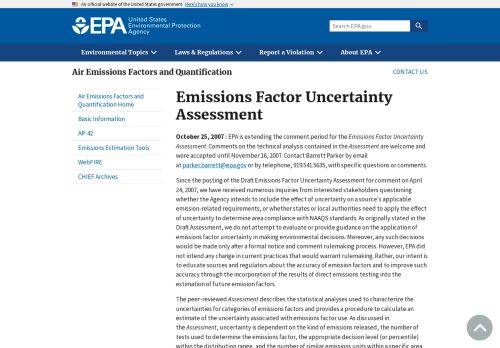 An official website of the United States government Here's how you know
EPA United States
Environmental Protection
Agency
Search EPA.gov
Environmental Topics Laws & Regulations Report a Violation About EPA
Air Emissions Factors and Quantification
CONTACT US
Air Emissions Factors and
Quantification Home
Basic Information
AP-42
Emissions Estimation Tools
WebFIRE
CHIEF Archives
Emissions Factor Uncertainty
Assessment
October 25, 2007 : EPA is extending the comment period for the Emissions Factor Uncertainty
Assessment. Comments on the technical analysis contained in the Assessment are welcome and
were accepted until November 16, 2007. Contact Barrett Parker by email
at parker.barrett@epa.gov or by telephone, 919.541.5635, with specific questions or comments.
Since the posting of the Draft Emissions Factor Uncertainty Assessment for comment on April
24, 2007 , we have received numerous inquiries from interested stakeholders questioning
whether the Agency intends to include the effect of uncertainty on a source's applicable
emission-related requirements, or whether states or local authorities need to apply the effect
of uncertainty to determine area compliance with NAAQS standards. As originally stated in the
Draft Assessment, we do not attempt to evaluate or provide guidance on the application of
emissions factor uncertainty in making environmental decisions. Moreover, any such decisions
would be made only after a formal notice and comment rulemaking process. However, EPA did
not intend any change in current practices that would warrant rulemaking. Rather, our intent is
to educate sources and regulators about the accuracy of emission factors and to improve such
accuracy through the incorporation of the results of direct emissions testing into the
estimation of future emission factors.
The peer-reviewed Assessment describes the statistical analyses used to characterize the
uncertainties for categories of emissions factors and provides a procedure to calculate an
estimate of the uncertainty associated with emissions factor use. As discussed in
the Assessment, uncertainty is dependent on the kind of emissions released, the number of
tests used to determine the emissions factor, the appropriate decision level (or percentile)
within the distribution range, and the number of similar emissions units within a specific area